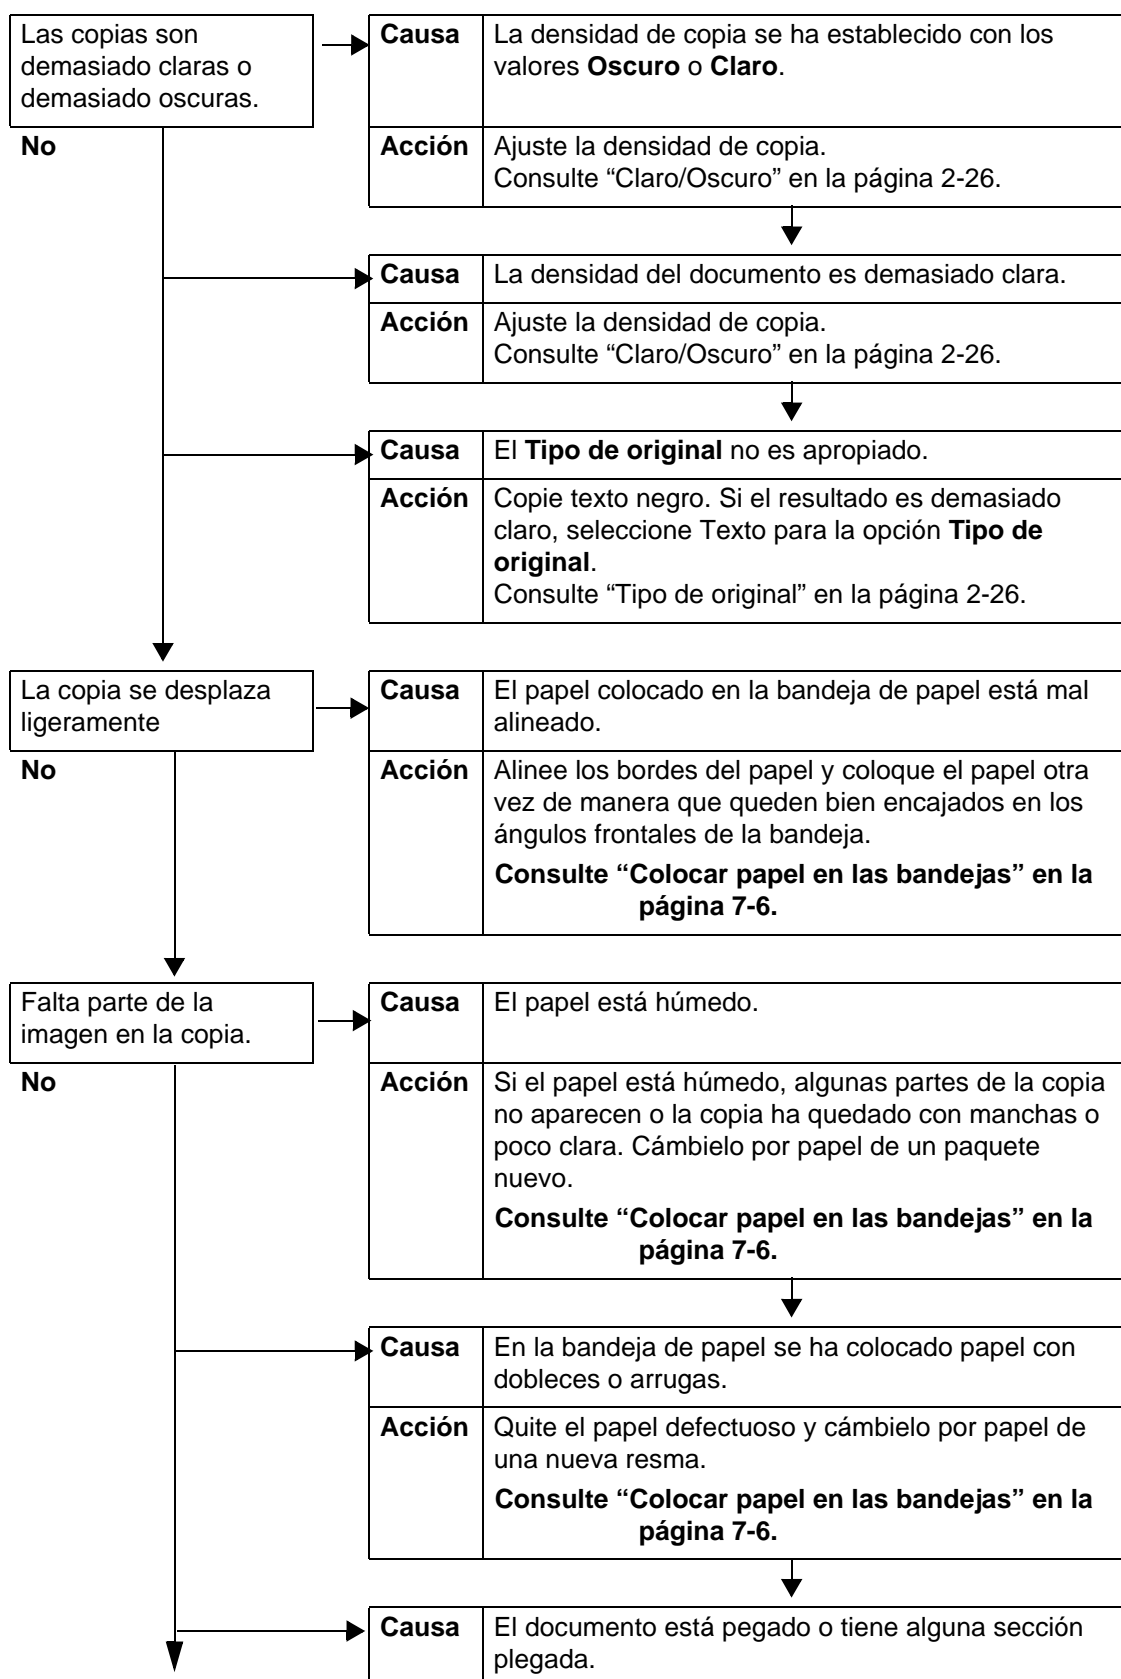 Las copias son
demasiado claras o
demasiado oscuras.
Causa
La densidad de copia se ha establecido con los
valores Oscuro o Claro.
No
Acción
Ajuste la densidad de copia.
Consulte “Claro/Oscuro” en la página 2-26.
Causa
La densidad del documento es demasiado clara.
Acción
Ajuste la densidad de copia.
Consulte “Claro/Oscuro” en la página 2-26.
Causa
El Tipo de original no es apropiado.
Acción
Copie texto negro. Si el resultado es demasiado
claro, seleccione Texto para la opción Tipo de
original.
Consulte “Tipo de original” en la página 2-26.
La copia se desplaza
ligeramente
Causa
El papel colocado en la bandeja de papel está mal
alineado.
No
Acción
Alinee los bordes del papel y coloque el papel otra
vez de manera que queden bien encajados en los
ángulos frontales de la bandeja.
Consulte “Colocar papel en las bandejas” en la
página 7-6.
Falta parte de la
imagen en la copia.
Causa
El papel está húmedo.
No
Acción
Si el papel está húmedo, algunas partes de la copia
no aparecen o la copia ha quedado con manchas o
poco clara. Cámbielo por papel de un paquete
nuevo.
Consulte “Colocar papel en las bandejas” en la
página 7-6.
Causa
En la bandeja de papel se ha colocado papel con
dobleces o arrugas.
Acción
Quite el papel defectuoso y cámbielo por papel de
una nueva resma.
Consulte “Colocar papel en las bandejas” en la
página 7-6.
Causa
El documento está pegado o tiene alguna sección
plegada.